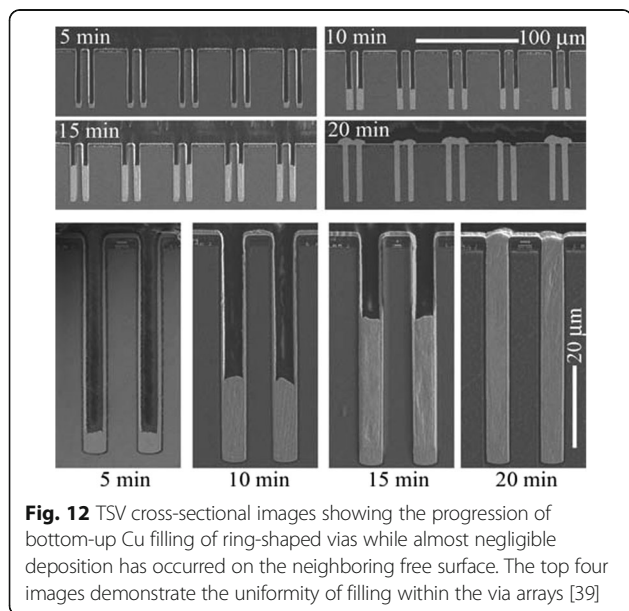 5 min
10 min
100 µm
15 min
20 min
20 µm
5 min
10 min
15 min
20 min
Fig. 12 TSV cross-sectional images showing the progression of
bottom-up Cu filling of ring-shaped vias while almost negligible
deposition has occurred on the neighboring free surface. The top four
images demonstrate the uniformity of filling within the via arrays [39]